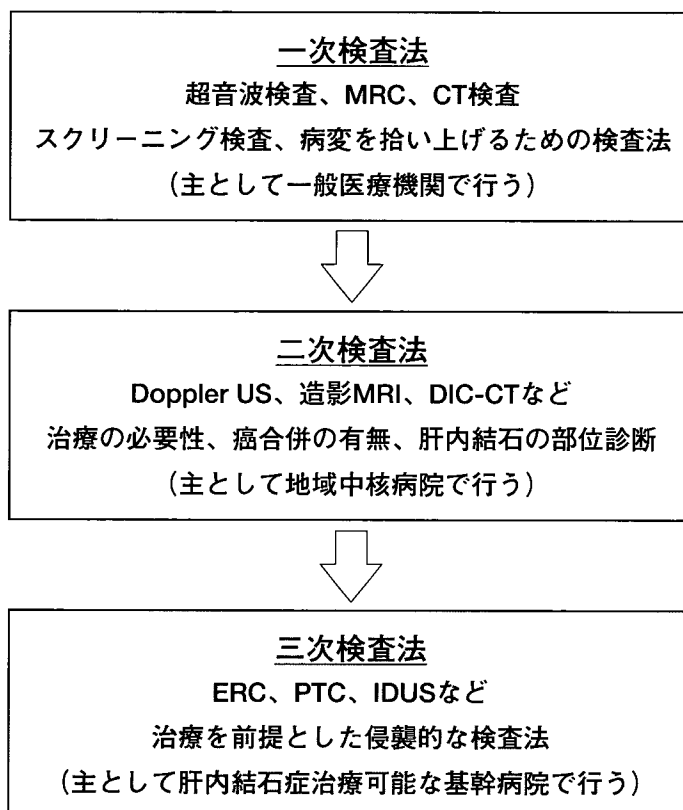 一次検査法
超音波検査、MRC、CT検査
スクリーニング検査、病変を拾い上げるための検査法
（主として一般医療機関で行う）
二次検査法
Doppler US、造影MRI、DIC-CTなど
治療の必要性、癌合併の有無、肝内結石の部位診断
（主として地域中核病院で行う）
三次検査法
ERC、PTC、IDUSなど
治療を前提とした侵襲的な検査法
（主として肝内結石症治療可能な基幹病院で行う）